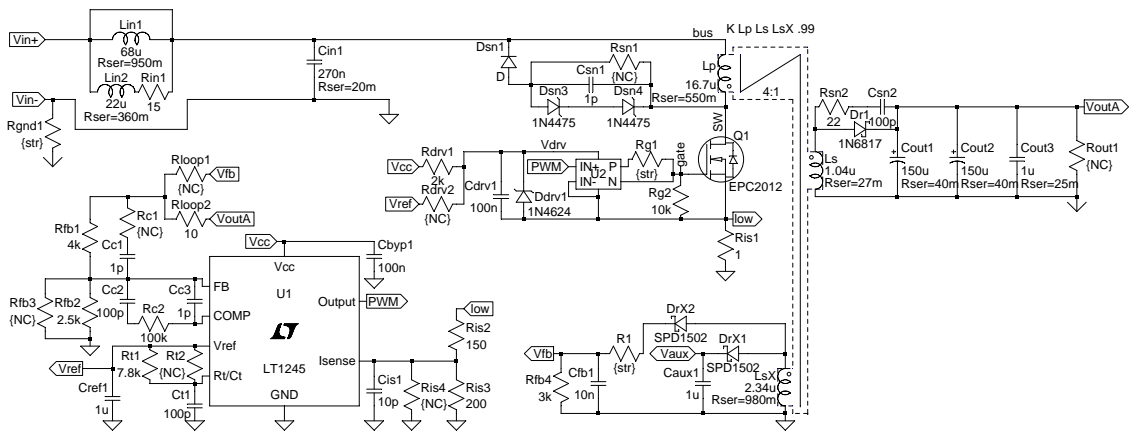 Vin+
Lin1
68u
Rser=950m
Lin2
22u
Rser=360m
Rin1
15
Vin-
Rgnd1
{str}
Cin1
270n
Rser=20m
Dsn1
D
Rsn1
{NC}
Csn1
1p
Dsn3
1N4475
Dsn4
1N4475
bus
Lp
16.7u
Rser=550m
K Lp Ls LsX .99
4:1
SW
Q1
EPC2012
Rsn2
22
Csn2
100p
Dr1
1N6817
Ls
1.04u
Rser=27m
Cout1
150u
Rser=40m
Cout2
150u
Rser=40m
Cout3
1u
Rser=25m
VoutA
Rout1
{NC}
Vcc
Rdrv1
2k
Vref
Rdrv2
{NC}
Vdrv
Cdrv1
100n
Ddrv1
1N4624
PWM
IN+
IN-
P
N
U2
Rg1
{str}
gate
Rg2
10k
Iow
Ris1
1
Rloop1
{NC}
Vfb
Rloop2
10
VoutA
Rc1
{NC}
Rfb1
4k
Cc1
1p
Rfb3
{NC}
Rfb2
2.5k
Cc2
100p
Cc3
1p
Rc2
100k
Vcc
Cbyp1
100n
Vcc
U1
FB
COMP
Vref
Rt/Ct
Output
Isense
LT1245
GND
PWM
Vref
Cref1
1u
Rt1
7.8k
Rt2
{NC}
Ct1
100p
Iow
Ris2
150
Cis1
10p
Ris4
{NC}
Ris3
200
Vfb
Rfb4
3k
Cfb1
10n
R1
{str}
DrX2
SPD1502
Vaux
DrX1
SPD1502
Caux1
1u
LsX
2.34u
Rser=980m